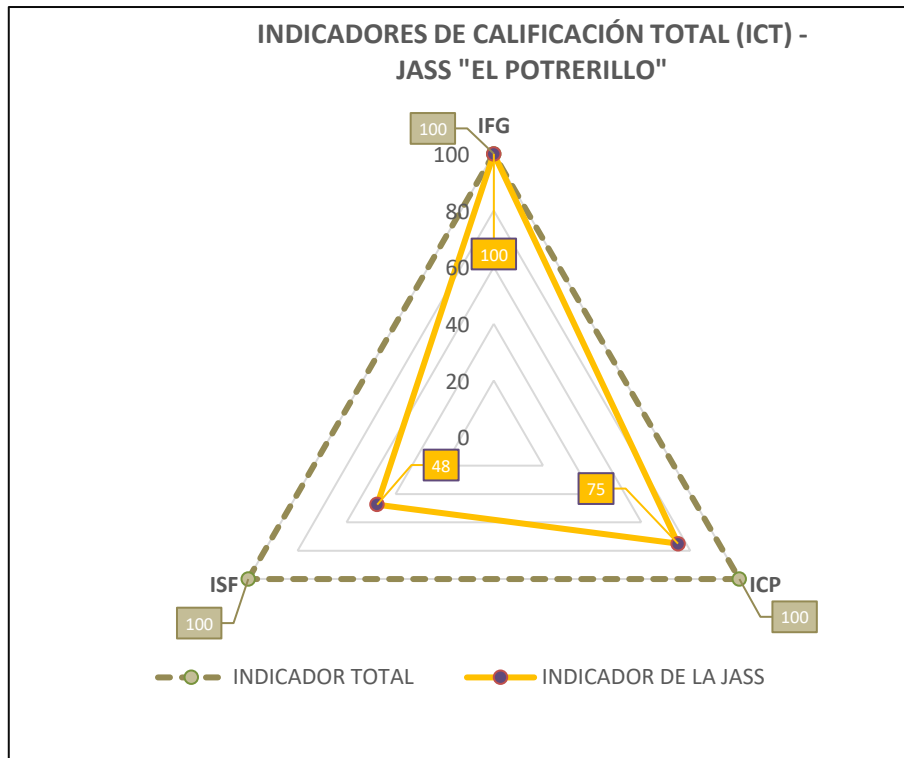 INDICADORES DE CALIFICACIÓN TOTAL (ICT) -
JASS "EL POTRERILLO"
100
IFG
100
80
100
60
40
20
0
48
75
ISF
ICP
100
100
INDICADOR TOTAL
INDICADOR DE LA JASS